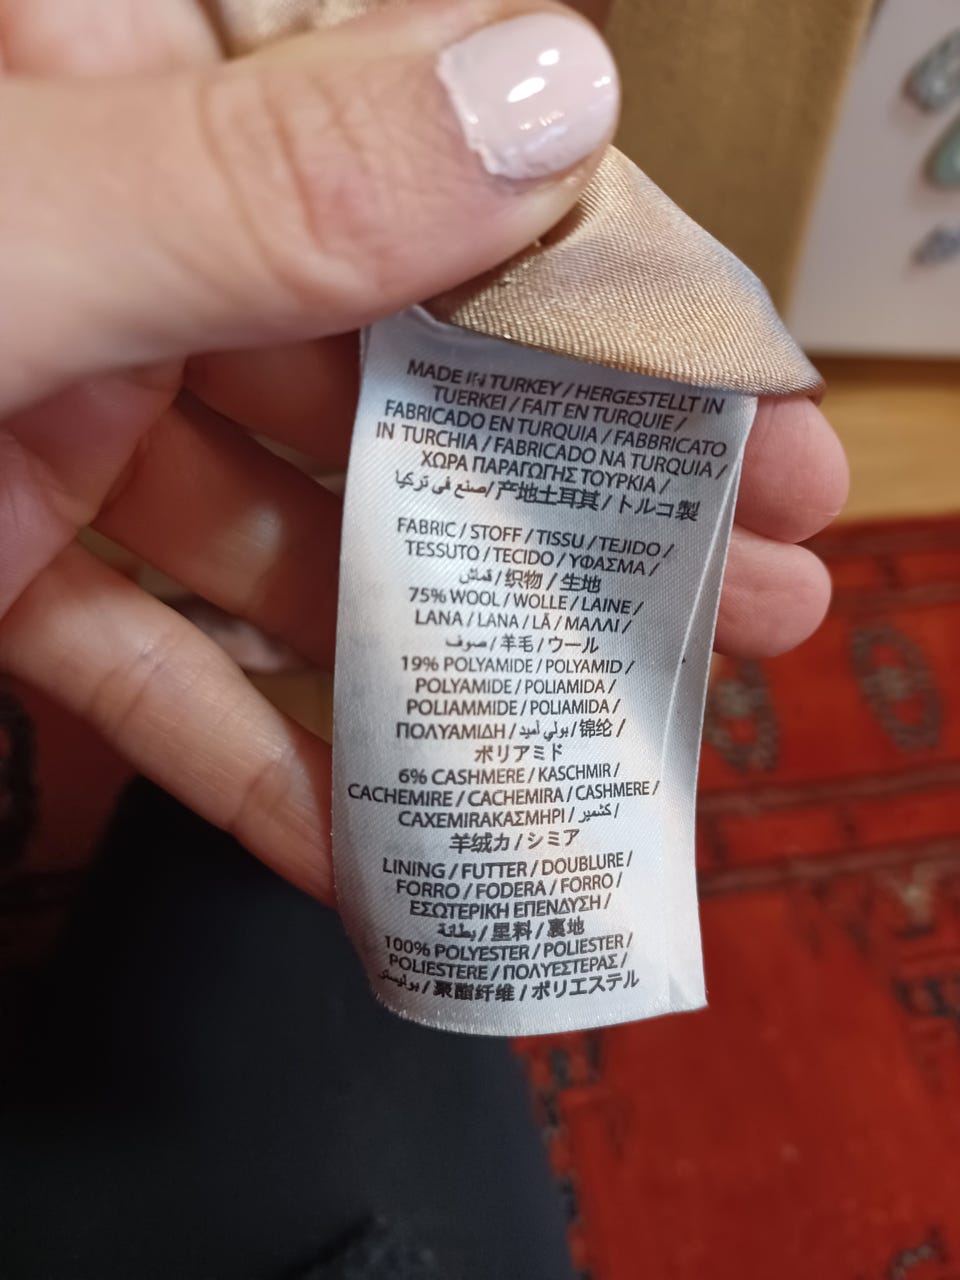 MADE IN TURKEY / HERGESTELLT IN
TUERKEI / FAIT EN TURQUIE /
FABRICADO EN TURQUIA / FABBRICATO
IN TURCHIA / FABRICADO NA TURQUIA /
ΧΩΡΑ ΠΑΡΑΓΩΓΗΣ ΤΟΥΡΚΙΑ /
صنع في تركيا / 产地土耳其 / トルコ製
FABRIC / STOFF / TISSU / TEJIDO /
TESSUTO / TECIDO / ΥΦΑΣΜΑ /
قماش / 织物 / 生地
75% WOOL / WOLLE / LAINE /
LANA / LANA / LÃ / ΜΑΛΛΙ /
صوف / 羊毛 / ウール
19% POLYAMIDE / POLYAMID /
POLYAMIDE / POLIAMIDA /
POLIAMMIDE / POLIAMIDA /
ΠΟΛΥΑΜΙΔΗ / بولي أميد / 锦纶 /
ポリアミド
6% CASHMERE / KASCHMIR /
CACHEMIRE / CACHEMIRA / CASHMERE /
CAXEMIRAΚΑΣΜΗΡΙ / كشمير /
羊绒カ / シミア
LINING / FUTTER / DOUBLURE /
FORRO / FODERA / FORRO /
ΕΣΩΤΕΡΙΚΗ ΕΠΕΝΔΥΣΗ /
بطانة / 里料 / 裏地
100% POLYESTER / POLIESTER /
POLIESTERE / ΠΟΛΥΕΣΤΕΡΑΣ /
بوليستر / 聚酯纤维 / ポリエステル